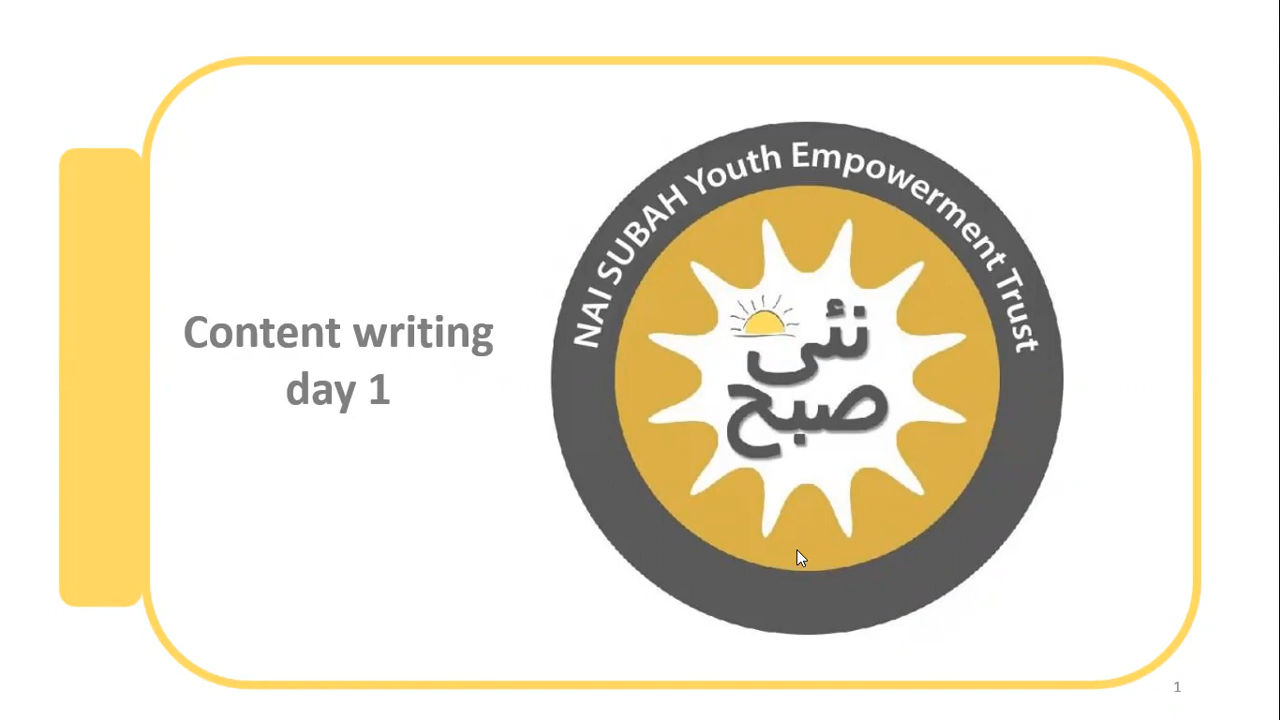 Content writing
day 1
NAI SUBAH Youth Empowerment Trust
نئی
صبح
1